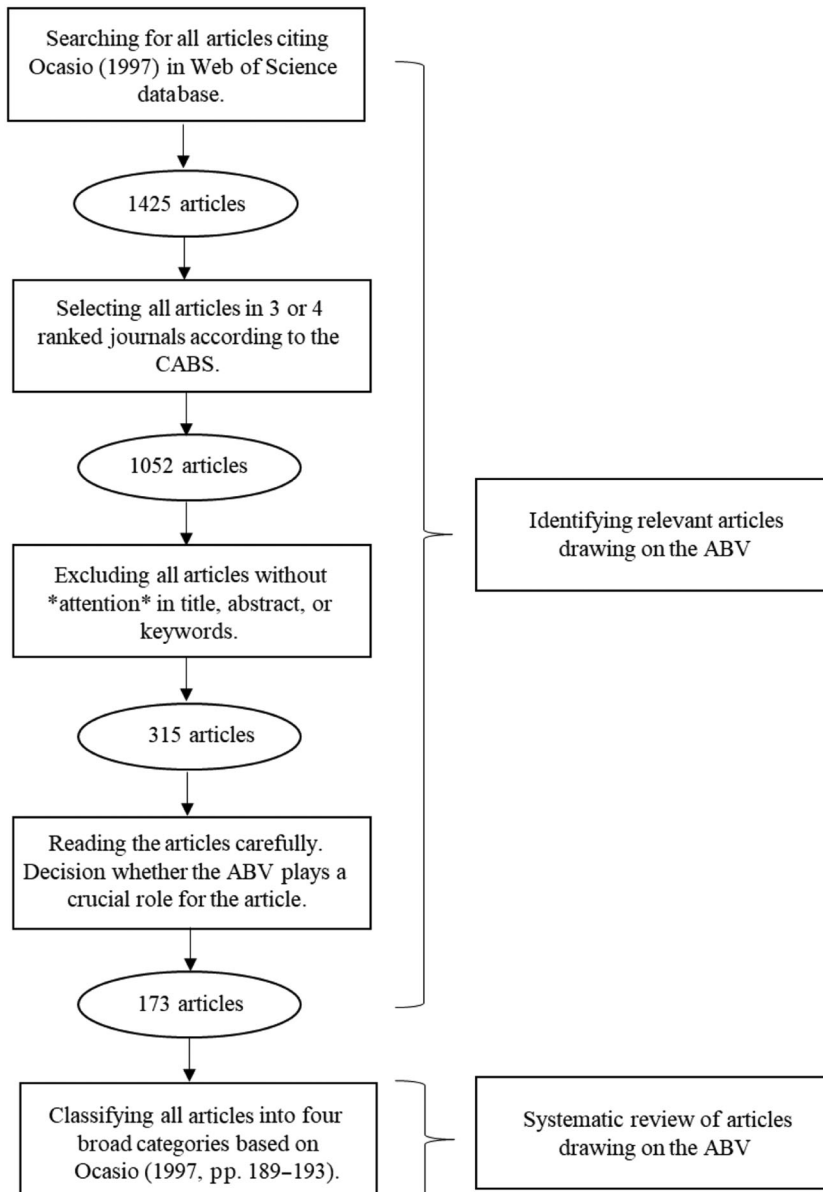 Searching for all articles citing
Ocasio (1997) in Web of Science
database.
1425 articles
Selecting all articles in 3 or 4
ranked journals according to the
CABS.
1052 articles
Excluding all articles without
*attention* in title, abstract, or
keywords.
315 articles
Reading the articles carefully.
Decision whether the ABV plays a
crucial role for the article.
173 articles
Identifying relevant articles
drawing on the ABV
Classifying all articles into four
broad categories based on
Ocasio (1997, pp. 189–193).
Systematic review of articles
drawing on the ABV